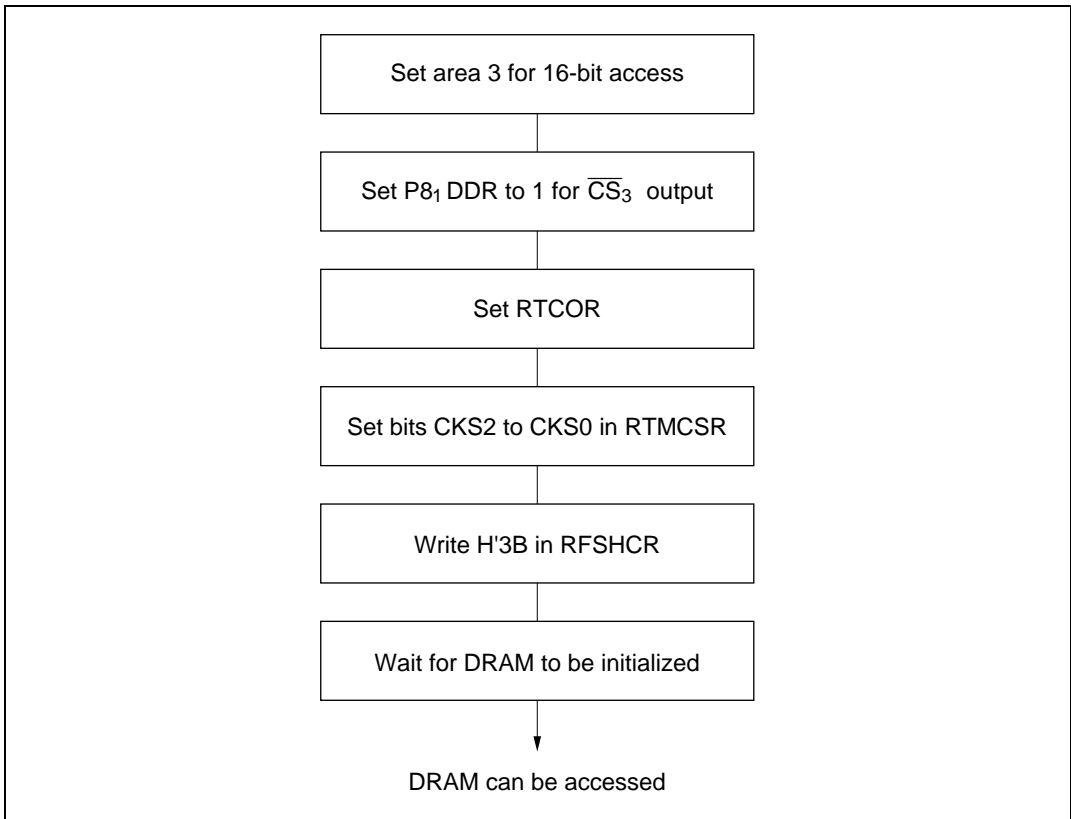 Set area 3 for 16-bit access
Set P8₁ DDR to 1 for C̅S̅₃ output
Set RTCOR
Set bits CKS2 to CKS0 in RTMCSR
Write H'3B in RFSHCR
Wait for DRAM to be initialized
DRAM can be accessed